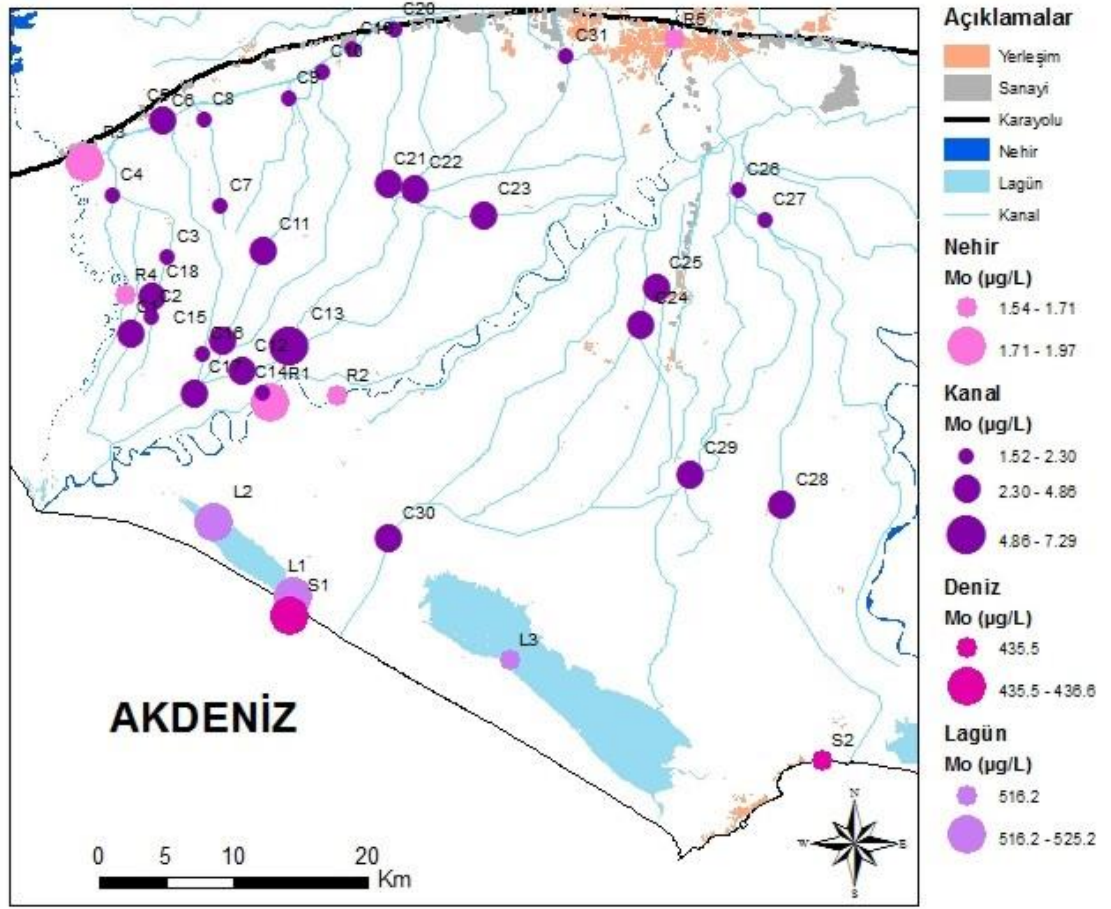 C20
C19
C10
C31
R5
C9
C5
C6
C8
R3
C4
C7
C21
C22
C23
C26
C27
C11
C3
C18
R4
C2
C15
C25
C24
C13
C16
C12
C17
C14
R1
R2
C29
C28
C30
L2
L1
S1
L3
S2
AKDENİZ
0 5 10 20
Km
N
W
E
S
Açıklamalar
Yerleşim
Sanayi
Karayolu
Nehir
Lagün
Kanal
Nehir
Mo (µg/L)
1.54 - 1.71
1.71 - 1.97
Kanal
Mo (µg/L)
1.52 - 2.30
2.30 - 4.86
4.86 - 7.29
Deniz
Mo (µg/L)
435.5
435.5 - 436.6
Lagün
Mo (µg/L)
516.2
516.2 - 525.2